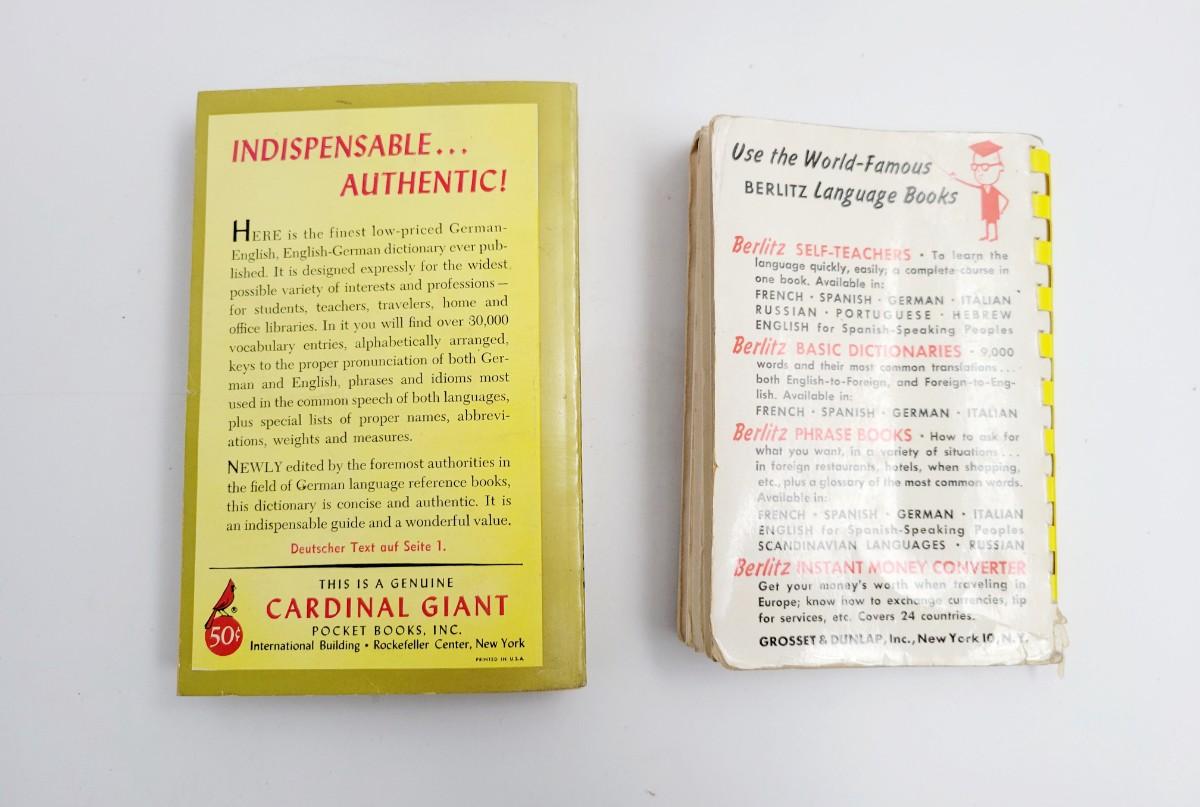 INDISPENSABLE...
AUTHENTIC!
HERE is the finest low-priced German-
English, English-German dictionary ever pub-
lished. It is designed expressly for the widest
possible variety of interests and professions—
for students, teachers, travelers, home and
office libraries. In it you will find over 30,000
vocabulary entries, alphabetically arranged,
keys to the proper pronunciation of both Ger-
man and English, phrases and idioms most
used in the common speech of both languages,
plus special lists of proper names, abbrevi-
ations, weights and measures.
NEWLY edited by the foremost authorities in
the field of German language reference books,
this dictionary is concise and authentic. It is
an indispensable guide and a wonderful value.
Deutscher Text auf Seite 1.
THIS IS A GENUINE
CARDINAL GIANT
®
50¢
POCKET BOOKS, INC.
International Building • Rockefeller Center, New York
PRINTED IN U.S.A.
Use the World-Famous
BERLITZ Language Books
Berlitz SELF-TEACHERS • To learn the
language quickly, easily; a complete course in
one book. Available in:
FRENCH • SPANISH • GERMAN • ITALIAN
RUSSIAN • PORTUGUESE • HEBREW
ENGLISH for Spanish-Speaking Peoples
Berlitz BASIC DICTIONARIES • 9,000
words and their most common translations...
both English-to-Foreign, and Foreign-to-Eng-
lish. Available in:
FRENCH • SPANISH • GERMAN • ITALIAN
Berlitz PHRASE BOOKS • How to ask for
what you want, in a variety of situations...
in foreign restaurants, hotels, when shopping,
etc., plus a glossary of the most common words.
Available in:
FRENCH • SPANISH • GERMAN • ITALIAN
ENGLISH for Spanish-Speaking Peoples
SCANDINAVIAN LANGUAGES • RUSSIAN
Berlitz INSTANT MONEY CONVERTER
Get your money's worth when traveling in
Europe; know how to exchange currencies, tip
for services, etc. Covers 24 countries.
GROSSET & DUNLAP, Inc., New York 10, N.Y.